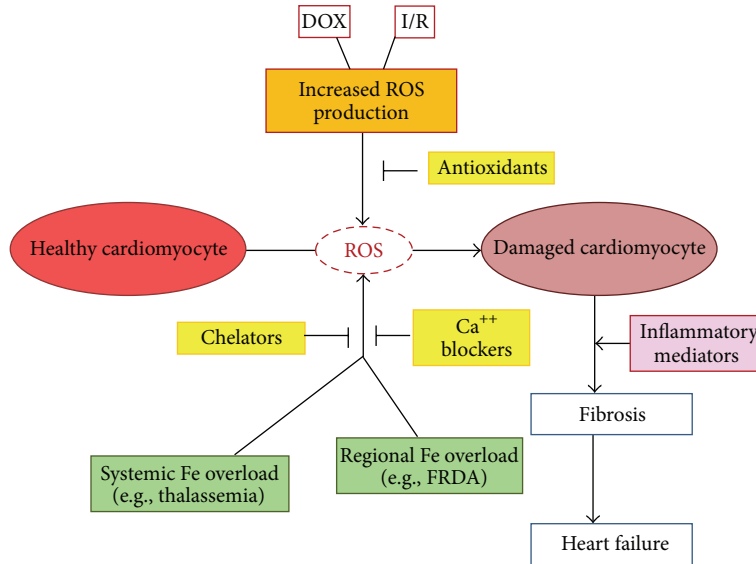 DOX
I/R
Increased ROS
production
Antioxidants
Healthy cardiomyocyte
ROS
Damaged cardiomyocyte
Chelators
Ca++
blockers
Inflammatory
mediators
Fibrosis
Systemic Fe overload
(e.g., thalassemia)
Regional Fe overload
(e.g., FRDA)
Heart failure